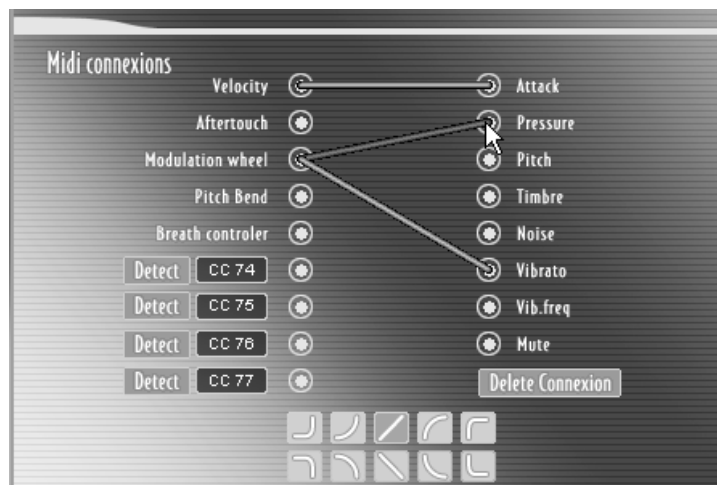 Midi connexions
Velocity Attack
Aftertouch Pressure
Modulation wheel Pitch
Pitch Bend Timbre
Breath controler Noise
Detect CC 74 Vibrato
Detect CC 75 Vib.freq
Detect CC 76 Mute
Detect CC 77 Delete Connexion